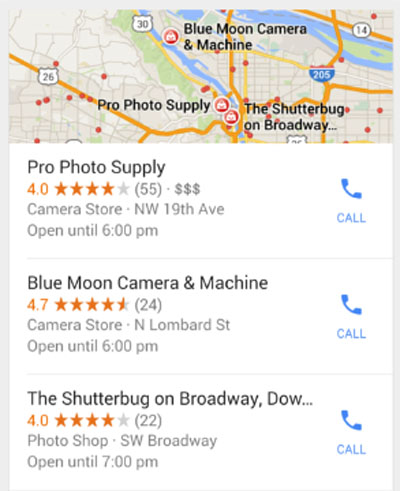 30
Blue Moon Camera
& Machine
14
26
205
Pro Photo Supply
The Shutterbug
on Broadway...
26
Pro Photo Supply
4.0 ★★★★★ (55) · $$$
Camera Store · NW 19th Ave
Open until 6:00 pm
CALL
Blue Moon Camera & Machine
4.7 ★★★★★ (24)
Camera Store · N Lombard St
Open until 6:00 pm
CALL
The Shutterbug on Broadway, Dow...
4.0 ★★★★★ (22)
Photo Shop · SW Broadway
Open until 7:00 pm
CALL